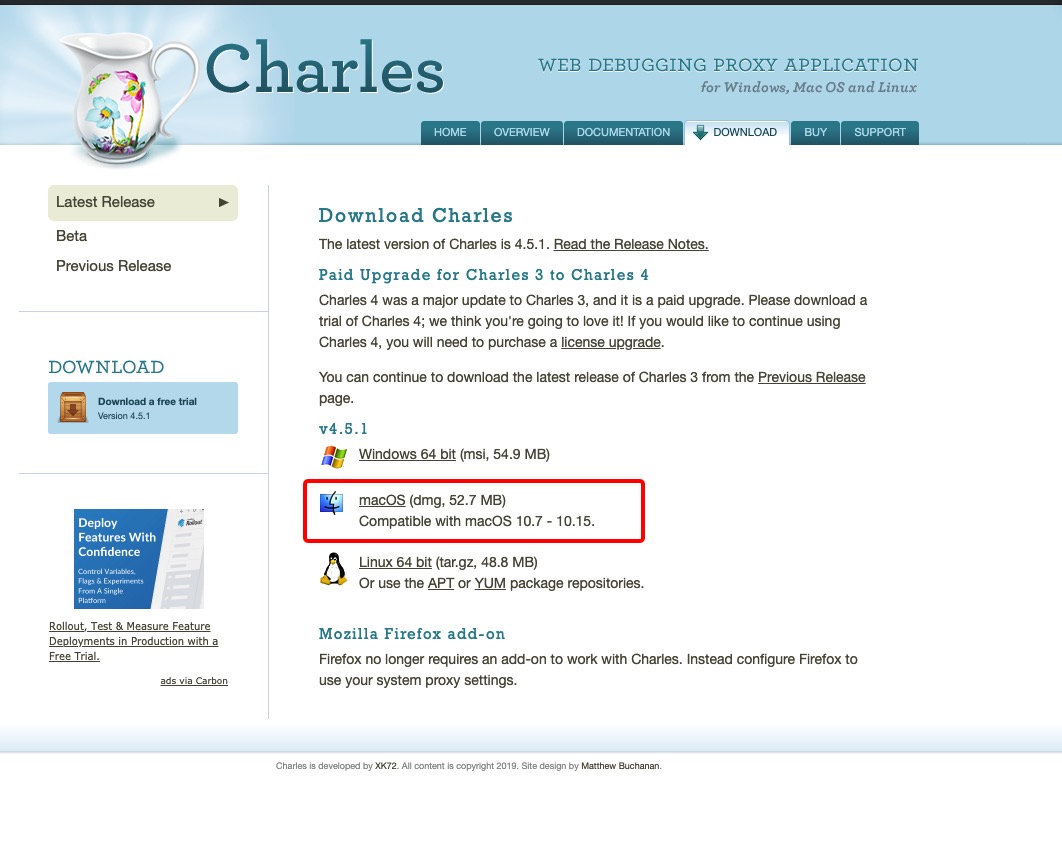 Charles
WEB DEBUGGING PROXY APPLICATION
for Windows, Mac OS and Linux
HOME
OVERVIEW
DOCUMENTATION
DOWNLOAD
BUY
SUPPORT
Latest Release
Beta
Previous Release
DOWNLOAD
Download a free trial
Version 4.5.1
Deploy
Features With
Confidence
Rollout
Control Variables,
Flags & Experiments
From A Single
Platform
Rollout, Test & Measure Feature
Deployments in Production with a
Free Trial.
ads via Carbon
Download Charles
The latest version of Charles is 4.5.1. Read the Release Notes.
Paid Upgrade for Charles 3 to Charles 4
Charles 4 was a major update to Charles 3, and it is a paid upgrade. Please download a
trial of Charles 4; we think you're going to love it! If you would like to continue using
Charles 4, you will need to purchase a license upgrade.
You can continue to download the latest release of Charles 3 from the Previous Release
page.
v4.5.1
Windows 64 bit (msi, 54.9 MB)
macOS (dmg, 52.7 MB)
Compatible with macOS 10.7 - 10.15.
Linux 64 bit (tar.gz, 48.8 MB)
Or use the APT or YUM package repositories.
Mozilla Firefox add-on
Firefox no longer requires an add-on to work with Charles. Instead configure Firefox to
use your system proxy settings.
Charles is developed by XK72. All content is copyright 2019. Site design by Matthew Buchanan.